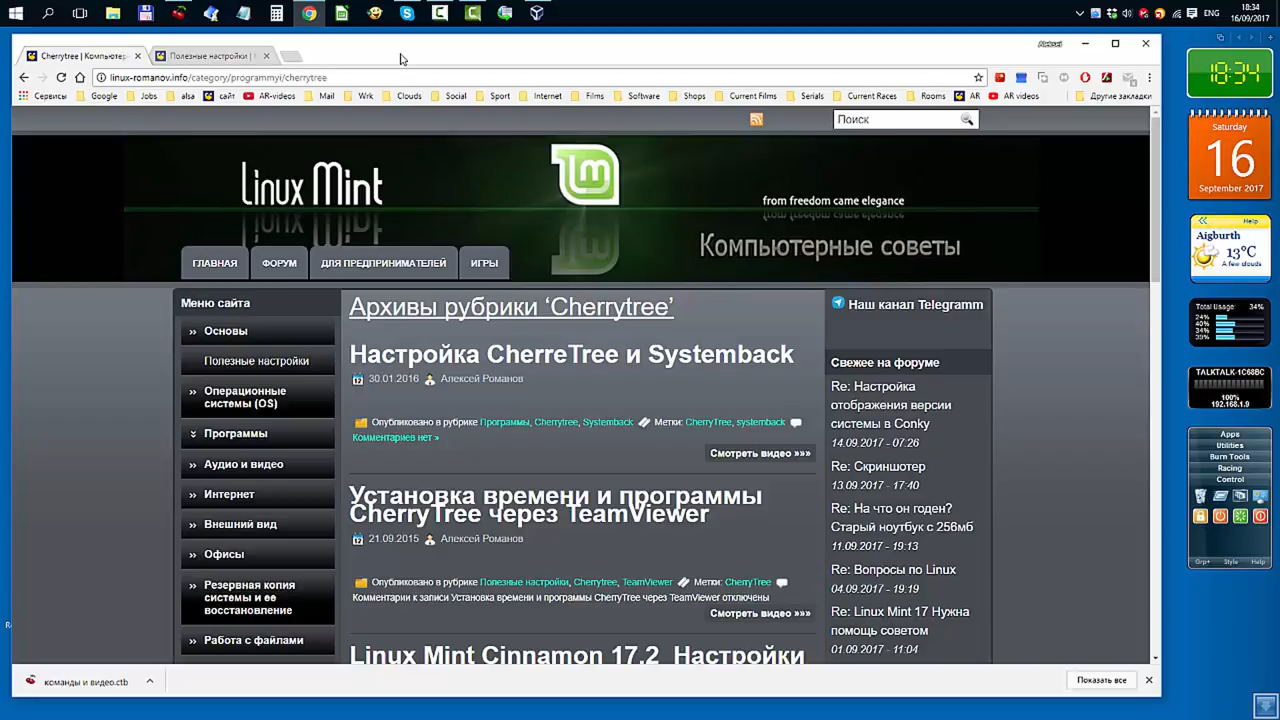 18:34
ENG
16/09/2017
Cherrytree | Компьютер
Полезные настройки |
Aleksei
linux-romanov.info/category/programmyi/cherrytree
Сервисы
Google
Jobs
alsa
сайт
AR-videos
Mail
Wrk
Clouds
Social
Sport
Internet
Films
Software
Shops
Current Films
Serials
Current Races
Rooms
AR
AR videos
Другие закладки
Поиск
Linux Mint
from freedom came elegance
Компьютерные советы
ГЛАВНАЯ
ФОРУМ
ДЛЯ ПРЕДПРИНИМАТЕЛЕЙ
ИГРЫ
Меню сайта
Основы
Полезные настройки
Операционные
системы (OS)
Программы
Аудио и видео
Интернет
Внешний вид
Офисы
Резервная копия
системы и ее
восстановление
Работа с файлами
Архивы рубрики ‘Cherrytree’
Настройка CherreTree и Systemback
30.01.2016 Алексей Романов
Опубликовано в рубрике Программы, Cherrytree, Systemback Метки: CherryTree, systemback
Комментариев нет »
Смотреть видео »»»
Установка времени и программы
CherryTree через TeamViewer
21.09.2015 Алексей Романов
Опубликовано в рубрике Полезные настройки, Cherrytree, TeamViewer Метки: CherryTree
Комментарии к записи Установка времени и программы CherryTree через TeamViewer отключены
Смотреть видео »»»
Linux Mint Cinnamon 17.2 Настройки
Наш канал Telegramm
Свежее на форуме
Re: Настройка
отображения версии
системы в Conky
14.09.2017 - 07:26
Re: Скриншотер
13.09.2017 - 17:40
Re: На что он годен?
Старый ноутбук с 256мб
11.09.2017 - 19:13
Re: Вопросы по Linux
04.09.2017 - 19:19
Re: Linux Mint 17 Нужна
помощь советом
01.09.2017 - 11:04
команды и видео.ctb
Показать все
18:34
Saturday
16
September 2017
Help
Aigburth
13°C
A few clouds
Total Usage: 34%
24%
40%
34%
39%
TALKTALK-1C68BC
100%
192.168.1.9
Apps
Utilities
Burn Tools
Racing
Control
Grp+ Style Help